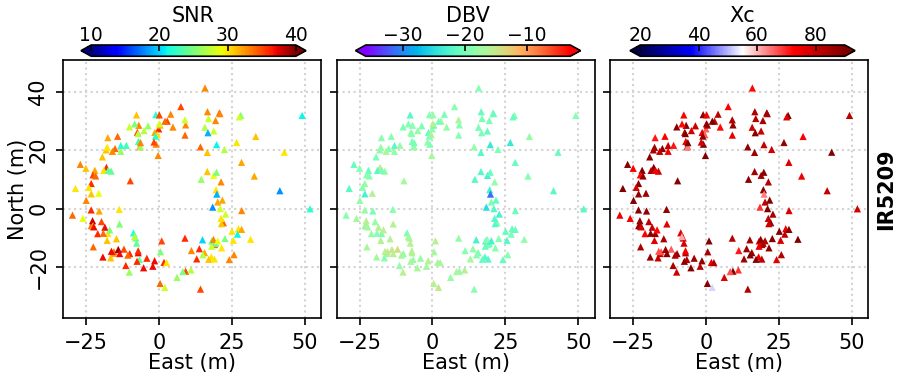 SNR DBV Xc
10 20 30 40 −30 −20 −10 20 40 60 80
40
20
0
−20
North (m)
IR5209
−25 0 25 50 −25 0 25 50 −25 0 25 50
East (m) East (m) East (m)